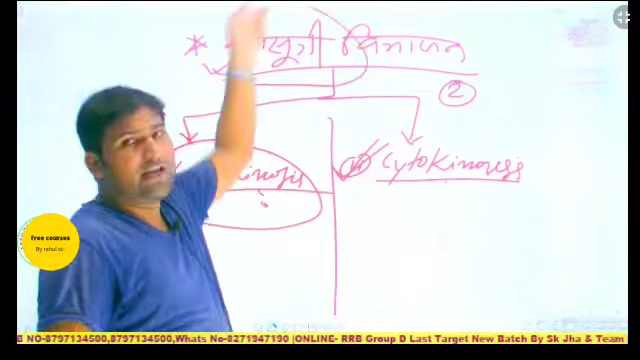 * सूत्री विभाजन
②
Cytokinosess
Free courses
By rahul sir
B NO-8797134500,8797134500,Whats No-8271947190 |ONLINE- RRB Group D Last Target New Batch By Sk Jha & Team